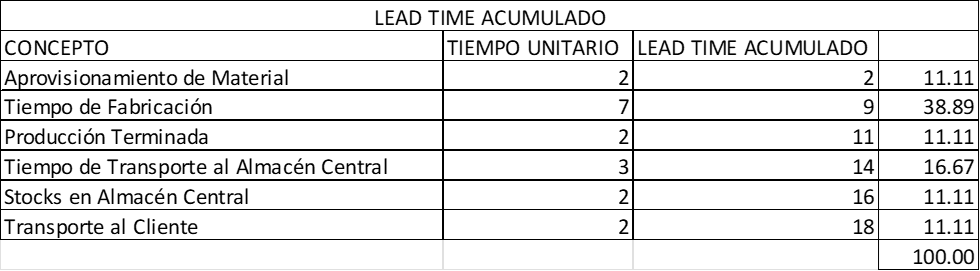 LEAD TIME ACUMULADO
CONCEPTO TIEMPO UNITARIO LEAD TIME ACUMULADO
Aprovisionamiento de Material 2 2 11.11
Tiempo de Fabricación 7 9 38.89
Producción Terminada 2 11 11.11
Tiempo de Transporte al Almacén Central 3 14 16.67
Stocks en Almacén Central 2 16 11.11
Transporte al Cliente 2 18 11.11
100.00